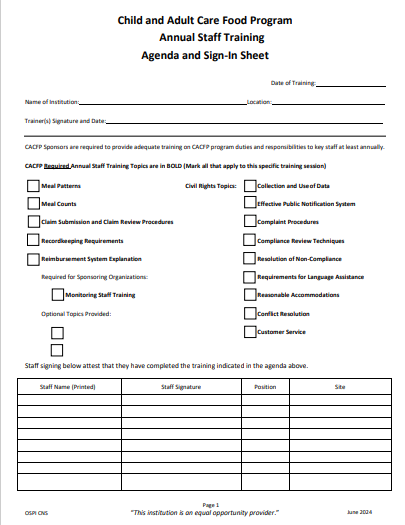 Child and Adult Care Food Program
Annual Staff Training
Agenda and Sign-In Sheet
Date of Training:
Name of Institution: Location:
Trainer(s) Signature and Date:
CACFP Sponsors are required to provide adequate training on CACFP program duties and responsibilities to key staff at least annually.
CACFP Required Annual Staff Training Topics are in BOLD (Mark all that apply to this specific training session)
Meal Patterns Civil Rights Topics: Collection and Use of Data
Meal Counts Effective Public Notification System
Claim Submission and Claim Review Procedures Complaint Procedures
Recordkeeping Requirements Compliance Review Techniques
Reimbursement System Explanation Resolution of Non-Compliance
Required for Sponsoring Organizations: Requirements for Language Assistance
Monitoring Staff Training Reasonable Accommodations
Optional Topics Provided: Conflict Resolution
Customer Service
Staff signing below attest that they have completed the training indicated in the agenda above.
Staff Name (Printed) Staff Signature Position Site
Page 1
OSPI CNS "This institution is an equal opportunity provider." June 2024